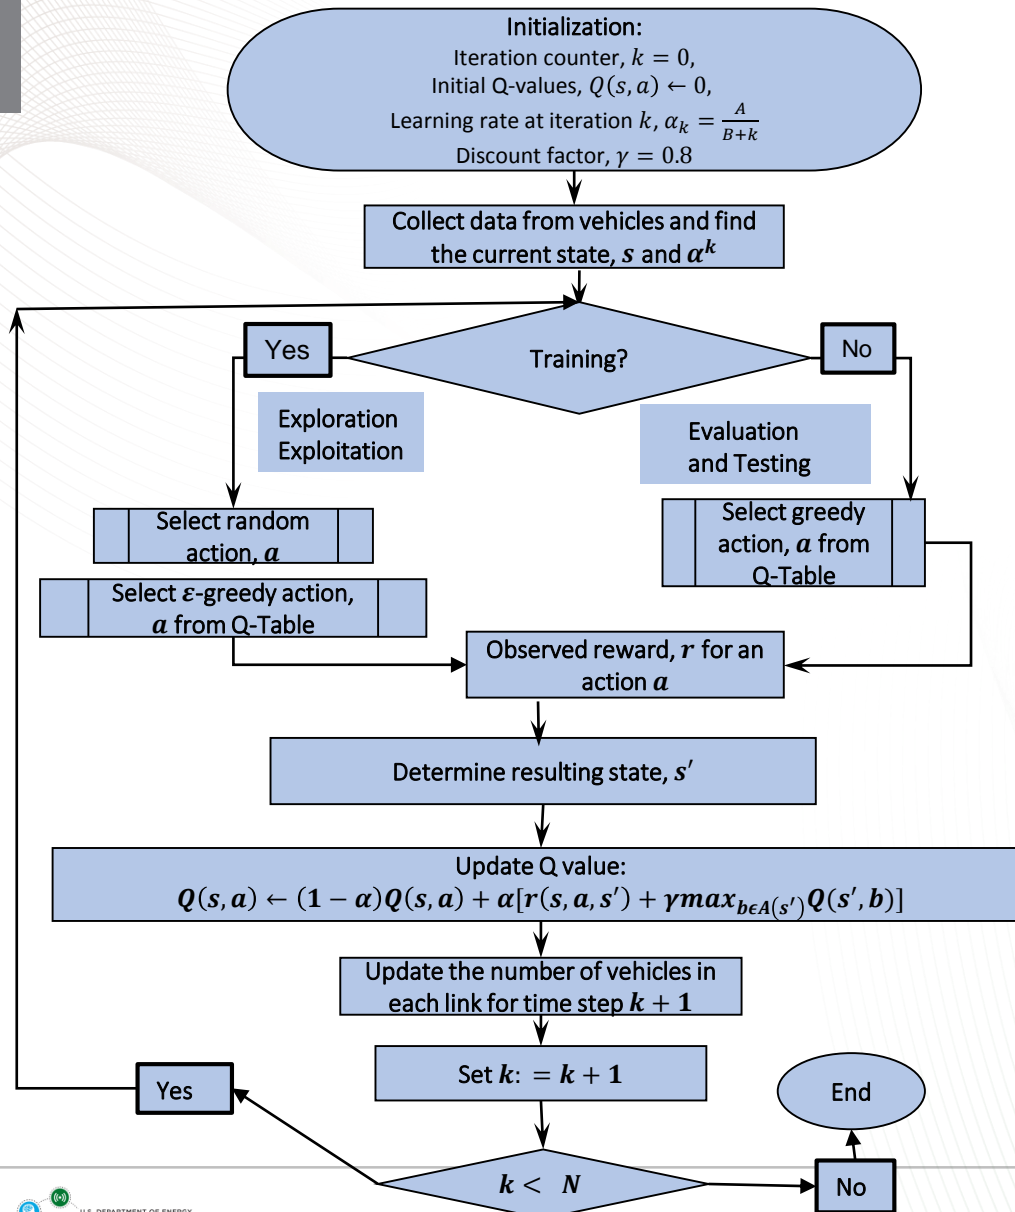 Initialization:
Iteration counter, k = 0,
Initial Q-values, Q(s, a) ← 0,
Learning rate at iteration k, α_k = A/(B+k)
Discount factor, γ = 0.8
Collect data from vehicles and find
the current state, s and α^k
Training?
Yes
No
Exploration
Exploitation
Evaluation
and Testing
Select random
action, a
Select ε-greedy action,
a from Q-Table
Select greedy
action, a from
Q-Table
Observed reward, r for an
action a
Determine resulting state, s′
Update Q value:
Q(s, a) ← (1 − α)Q(s, a) + α[r(s, a, s′) + γmax_{bϵA(s′)}Q(s′, b)]
Update the number of vehicles in
each link for time step k + 1
Set k: = k + 1
Yes
End
k < N
No
U.S. DEPARTMENT OF ENERGY